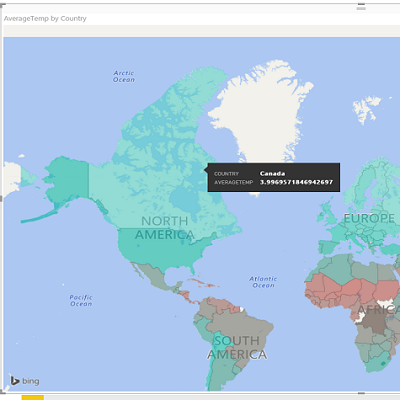 AverageTemp by Country
Arctic
Ocean
COUNTRY Canada
AVERAGETEMP 3.9969571846942697
NORTH
AMERICA
EUROPE
Atlantic
Ocean
Pacific
Ocean
AFRICA
SOUTH
AMERICA
bing